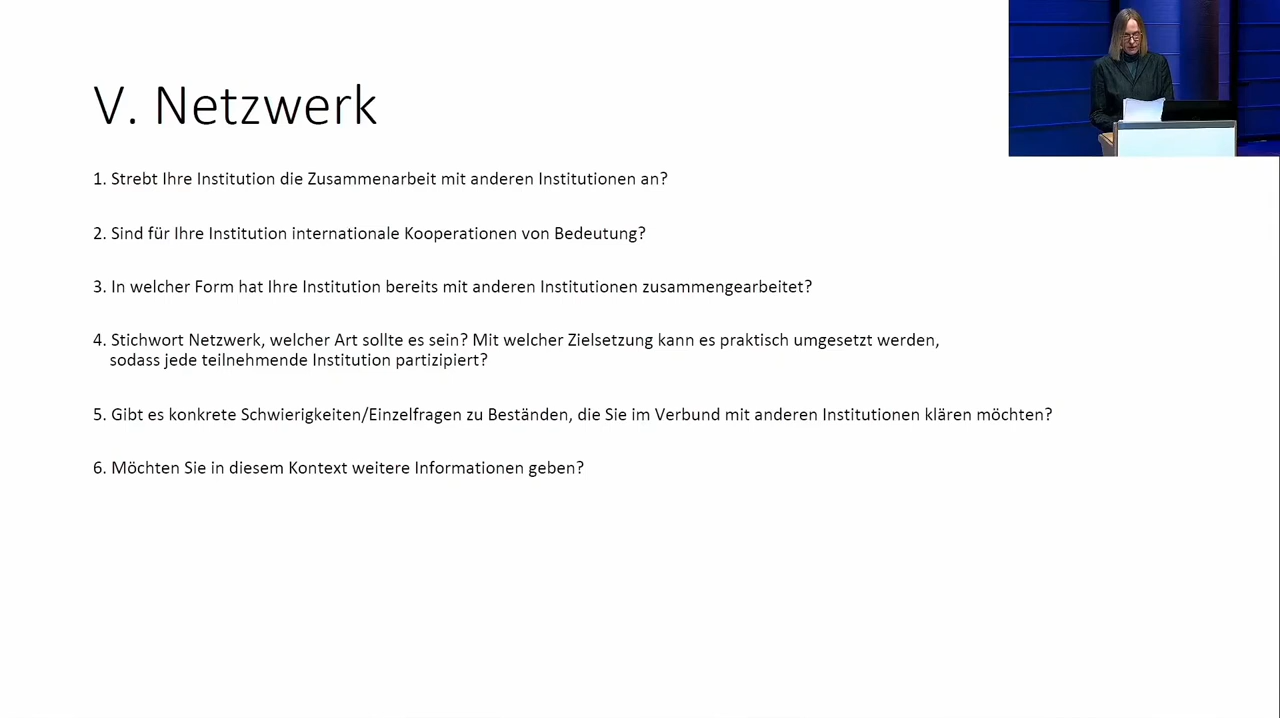 V. Netzwerk
1. Strebt Ihre Institution die Zusammenarbeit mit anderen Institutionen an?
2. Sind für Ihre Institution internationale Kooperationen von Bedeutung?
3. In welcher Form hat Ihre Institution bereits mit anderen Institutionen zusammengearbeitet?
4. Stichwort Netzwerk, welcher Art sollte es sein? Mit welcher Zielsetzung kann es praktisch umgesetzt werden,
sodass jede teilnehmende Institution partizipiert?
5. Gibt es konkrete Schwierigkeiten/Einzelfragen zu Beständen, die Sie im Verbund mit anderen Institutionen klären möchten?
6. Möchten Sie in diesem Kontext weitere Informationen geben?